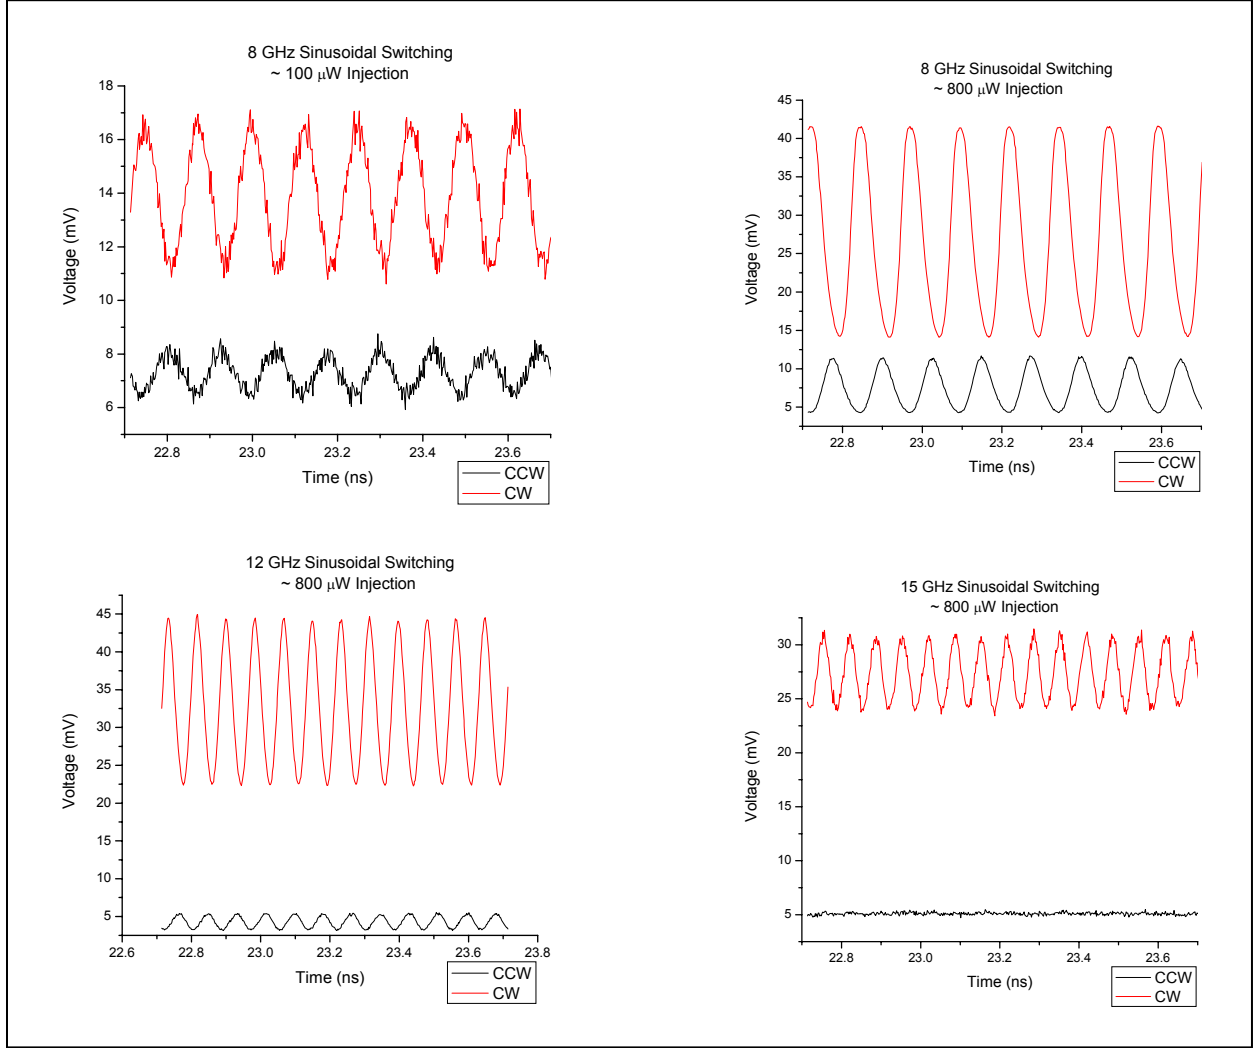 8 GHz Sinusoidal Switching
~ 100 μW Injection
18
16
14
12
10
8
6
Voltage (mV)
22.8
23.0
23.2
23.4
23.6
Time (ns)
CCW
CW
8 GHz Sinusoidal Switching
~ 800 μW Injection
45
40
35
30
25
20
15
10
5
Voltage (mV)
22.8
23.0
23.2
23.4
23.6
Time (ns)
CCW
CW
12 GHz Sinusoidal Switching
~ 800 μW Injection
45
40
35
30
25
20
15
10
5
Voltage (mV)
22.6
22.8
23.0
23.2
23.4
23.6
23.8
Time (ns)
CCW
CW
15 GHz Sinusoidal Switching
~ 800 μW Injection
30
25
20
15
10
5
Voltage (mV)
22.8
23.0
23.2
23.4
23.6
Time (ns)
CCW
CW